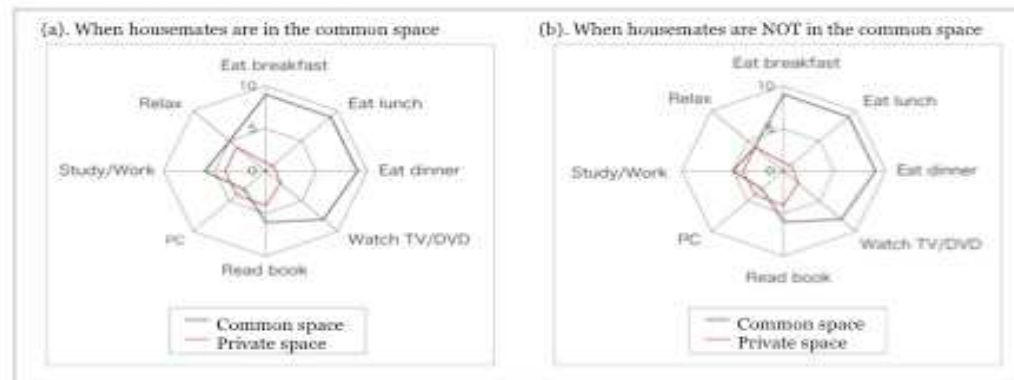 (a). When housemates are in the common space
Eat breakfast
10
Relax
Eat lunch
5
Study/Work
0
Eat dinner
PC
Watch TV/DVD
Read book
Common space
Private space
(b). When housemates are NOT in the common space
Eat breakfast
10
Relax
Eat lunch
5
Study/Work
0
Eat dinner
PC
Watch TV/DVD
Read book
Common space
Private space